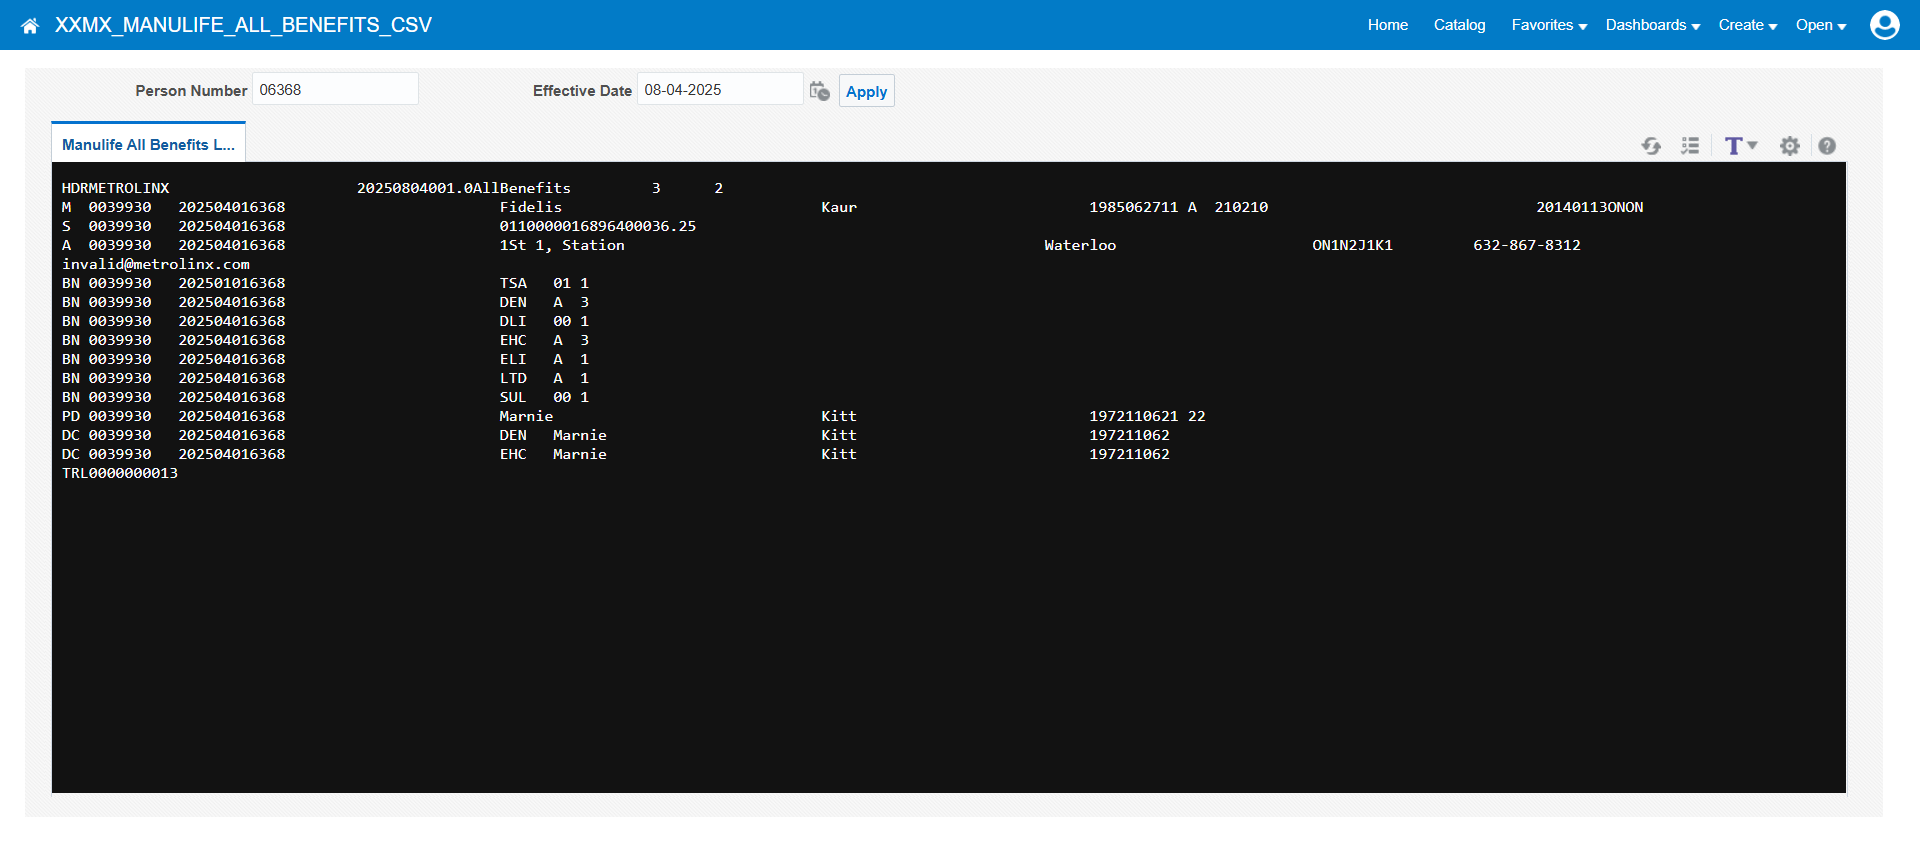 XXMX_MANULIFE_ALL_BENEFITS_CSV Home Catalog Favorites Dashboards Create Open
Person Number 06368 Effective Date 08-04-2025 Apply
Manulife All Benefits L... T
HDRMETROLINX 20250804001.0AllBenefits 3 2
M 0039930 202504016368 Fidelis Kaur 1985062711 A 210210 20140113ONON
S 0039930 202504016368 0110000016896400036.25
A 0039930 202504016368 1St 1, Station Waterloo ON1N2J1K1 632-867-8312
invalid@metrolinx.com
BN 0039930 202501016368 TSA 01 1
BN 0039930 202504016368 DEN A 3
BN 0039930 202504016368 DLI 00 1
BN 0039930 202504016368 EHC A 3
BN 0039930 202504016368 ELI A 1
BN 0039930 202504016368 LTD A 1
BN 0039930 202504016368 SUL 00 1
PD 0039930 202504016368 Marnie Kitt 1972110621 22
DC 0039930 202504016368 DEN Marnie Kitt 197211062
DC 0039930 202504016368 EHC Marnie Kitt 197211062
TRL0000000013